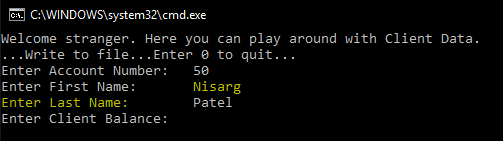 C:\WINDOWS\system32\cmd.exe
Welcome stranger. Here you can play around with Client Data.
...Write to file...Enter 0 to quit...
Enter Account Number: 50
Enter First Name: Nisarg
Enter Last Name: Patel
Enter Client Balance: